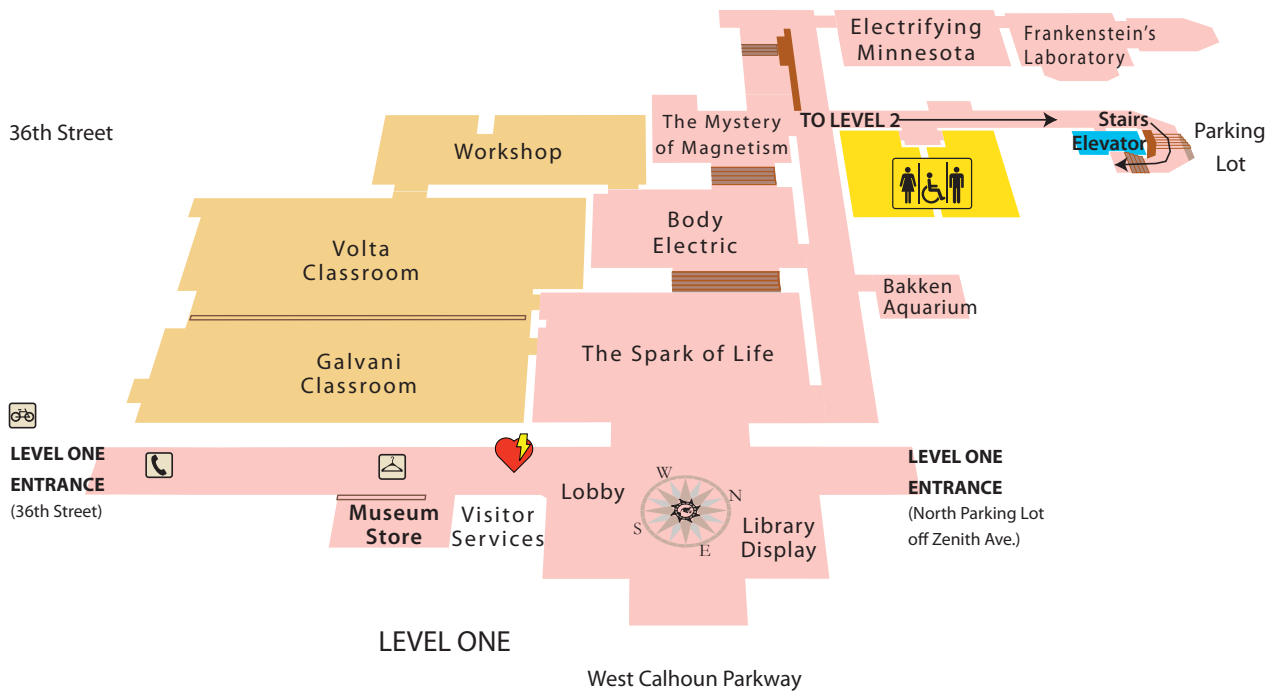 Electrifying
Minnesota
Frankenstein's
Laboratory
36th Street
The Mystery
of Magnetism
TO LEVEL 2
Stairs
Elevator
Parking
Lot
Workshop
Body
Electric
Volta
Classroom
Bakken
Aquarium
The Spark of Life
Galvani
Classroom
LEVEL ONE
ENTRANCE
(36th Street)
Museum
Store
Visitor
Services
Lobby
W
N
S
E
Library
Display
LEVEL ONE
ENTRANCE
(North Parking Lot
off Zenith Ave.)
LEVEL ONE
West Calhoun Parkway